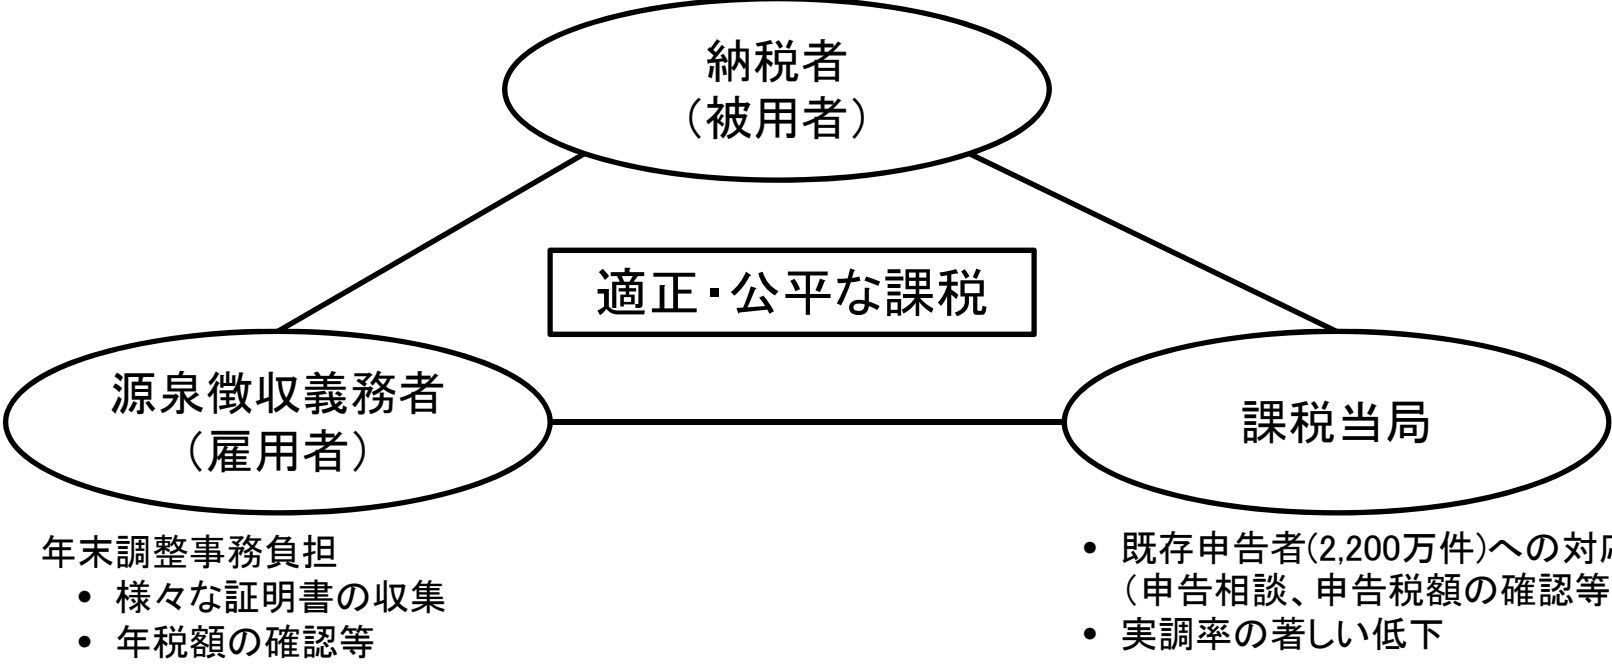 納税者
（被用者）
適正・公平な課税
源泉徴収義務者
（雇用者）
課税当局
年末調整事務負担
• 様々な証明書の収集
• 年税額の確認等
• 既存申告者(2,200万件)への対応
（申告相談、申告税額の確認等
• 実調率の著しい低下